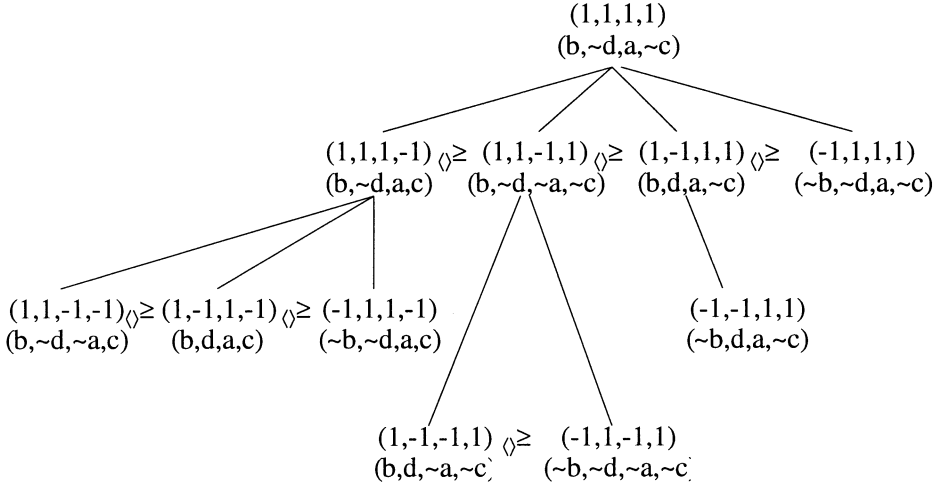 (1,1,1,1)
(b,~d,a,~c)
(1,1,1,-1) ⟨⟩≥ (1,1,-1,1) ⟨⟩≥ (1,-1,1,1) ⟨⟩≥ (-1,1,1,1)
(b,~d,a,c) (b,~d,~a,~c) (b,d,a,~c) (~b,~d,a,~c)
(1,1,-1,-1) ⟨⟩≥ (1,-1,1,-1) ⟨⟩≥ (-1,1,1,-1) (-1,-1,1,1)
(b,~d,~a,c) (b,d,a,c) (~b,~d,a,c) (~b,d,a,~c)
(1,-1,-1,1) ⟨⟩≥ (-1,1,-1,1)
(b,d,~a,~c) (~b,~d,~a,~c)